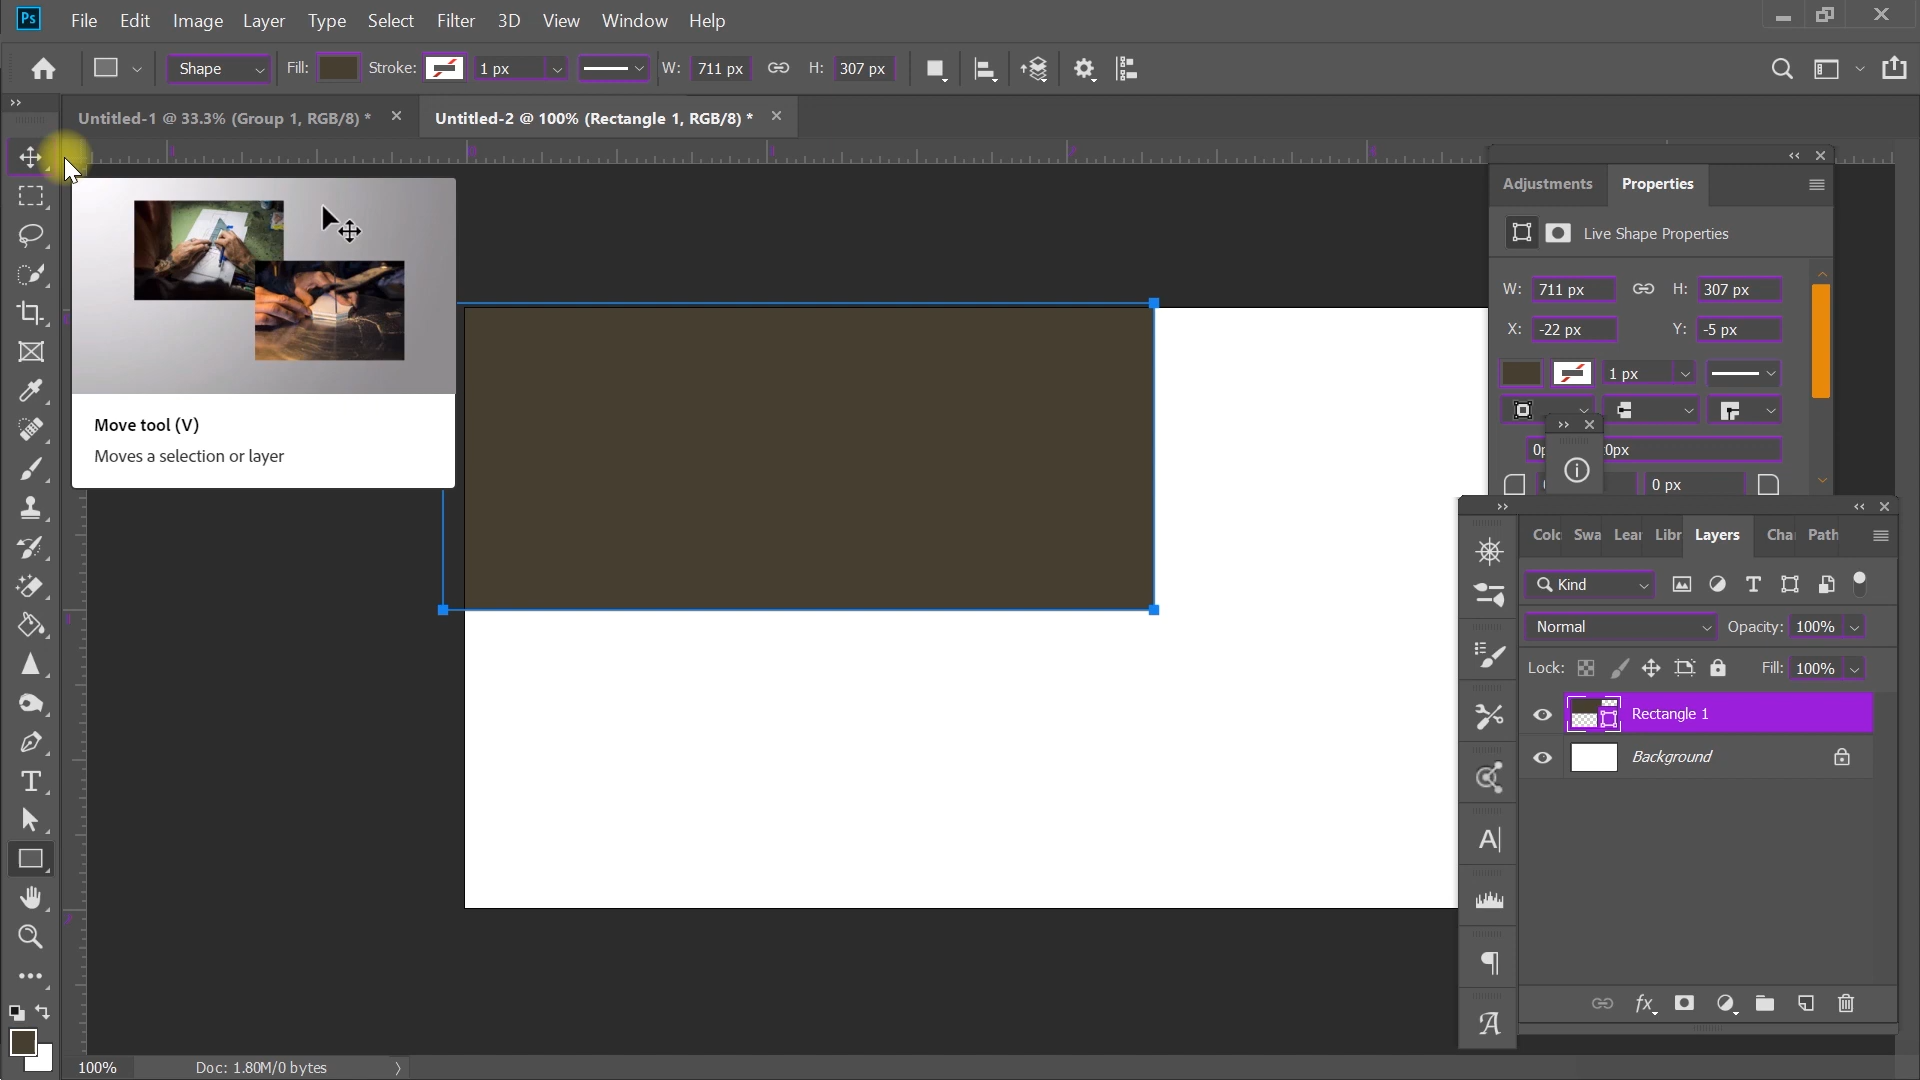 Ps File Edit Image Layer Type Select Filter 3D View Window Help
Shape Fill: Stroke: 1 px W: 711 px H: 307 px
Untitled-1 @ 33.3% (Group 1, RGB/8) * Untitled-2 @ 100% (Rectangle 1, RGB/8) *
Adjustments Properties
Live Shape Properties
W: 711 px H: 307 px
X: -22 px Y: -5 px
1 px
0px
0 px
Move tool (V)
Moves a selection or layer
Swa Lear Libr Layers Cha Path
Kind
Normal Opacity: 100%
Lock: Fill: 100%
Rectangle 1
Background
100% Doc: 1.80M/0 bytes